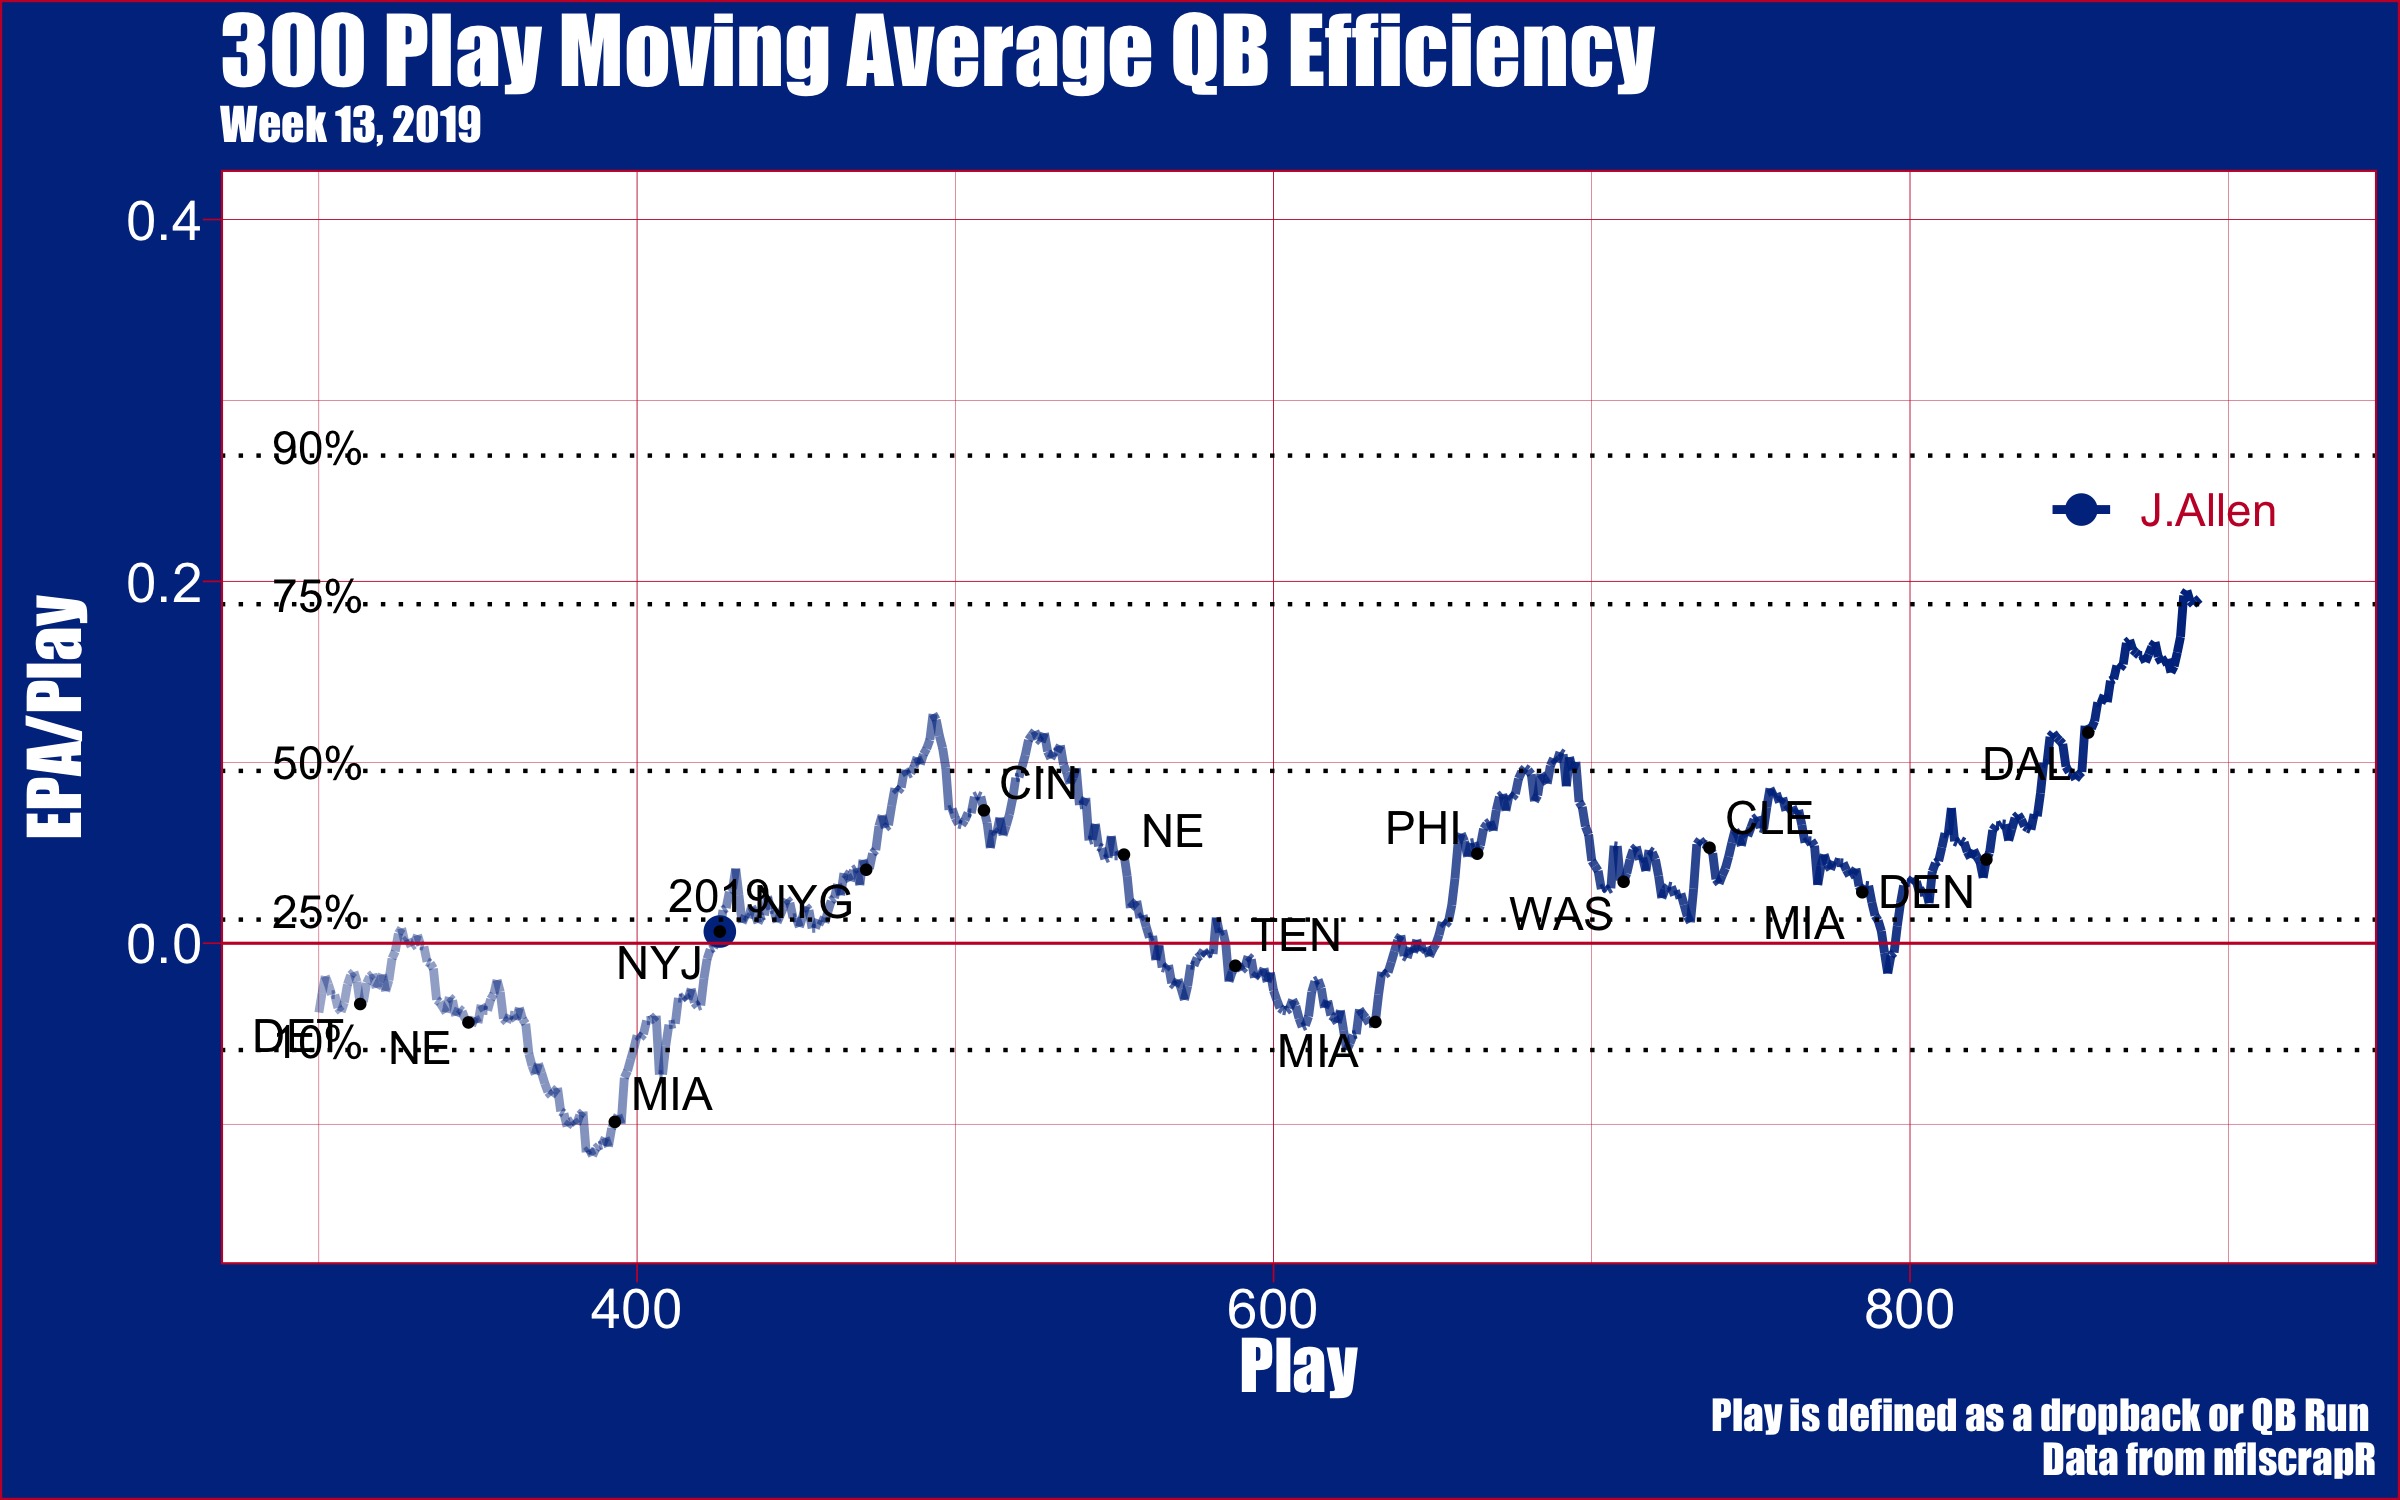 300 Play Moving Average QB Efficiency
Week 13, 2019
EPA/Play
0.4
0.2
0.0
90%
75%
50%
25%
10%
J.Allen
DET
NE
MIA
NYJ
2019
NYG
CIN
NE
TEN
MIA
PHI
WAS
CLE
MIA
DEN
DAL
400
600
800
Play
Play is defined as a dropback or QB Run
Data from nflscrapR